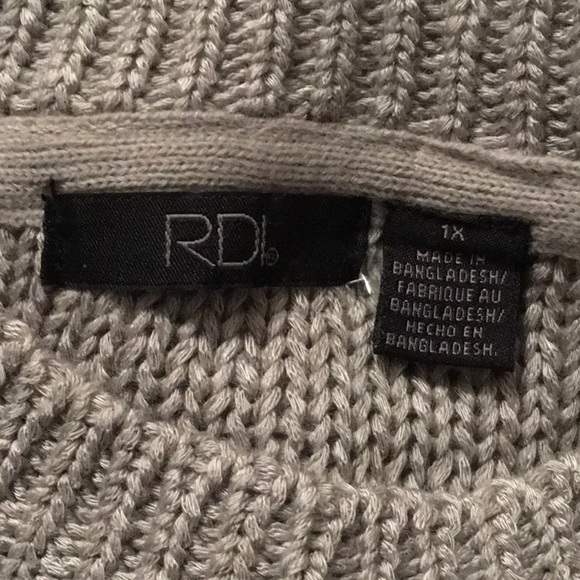 RDI®
1X
MADE IN
BANGLADESH/
FABRIQUE AU
BANGLADESH/
HECHO EN
BANGLADESH.